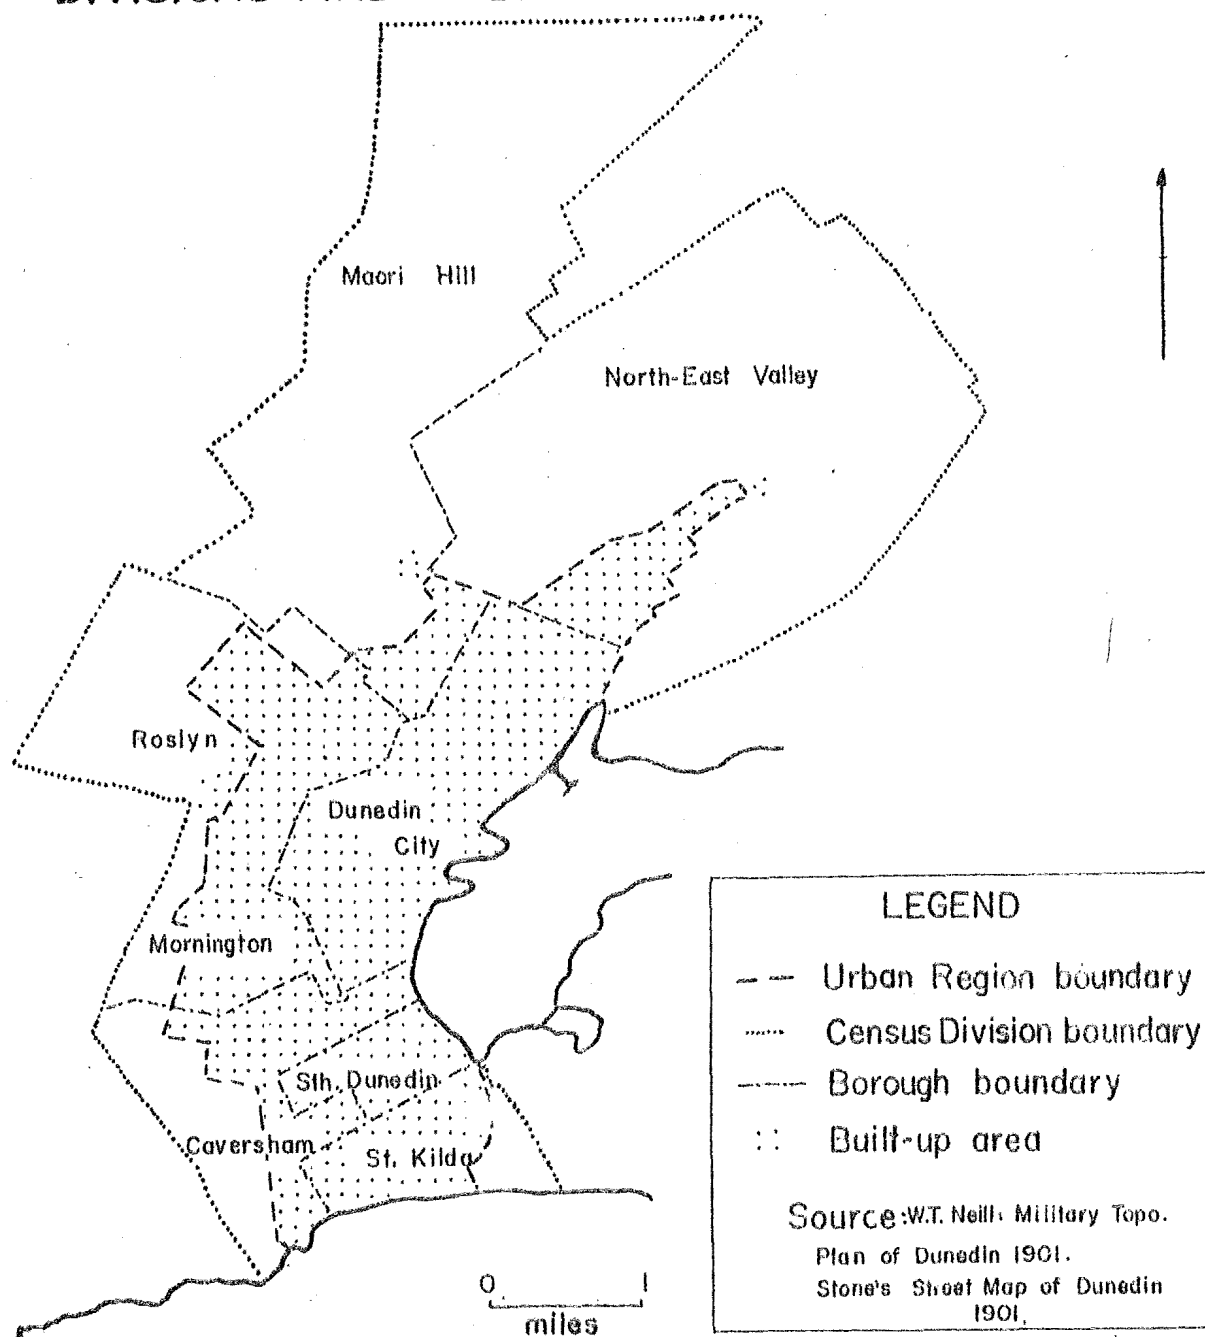 Maori Hill
North-East Valley
Roslyn
Dunedin
City
Mornington
Sth. Dunedin
Caversham
St. Kilda
LEGEND
Urban Region boundary
Census Division boundary
Borough boundary
Built-up area
Source: W.T. Neill: Military Topo.
Plan of Dunedin 1901.
Stone's Sheet Map of Dunedin
1901.
0 1
miles